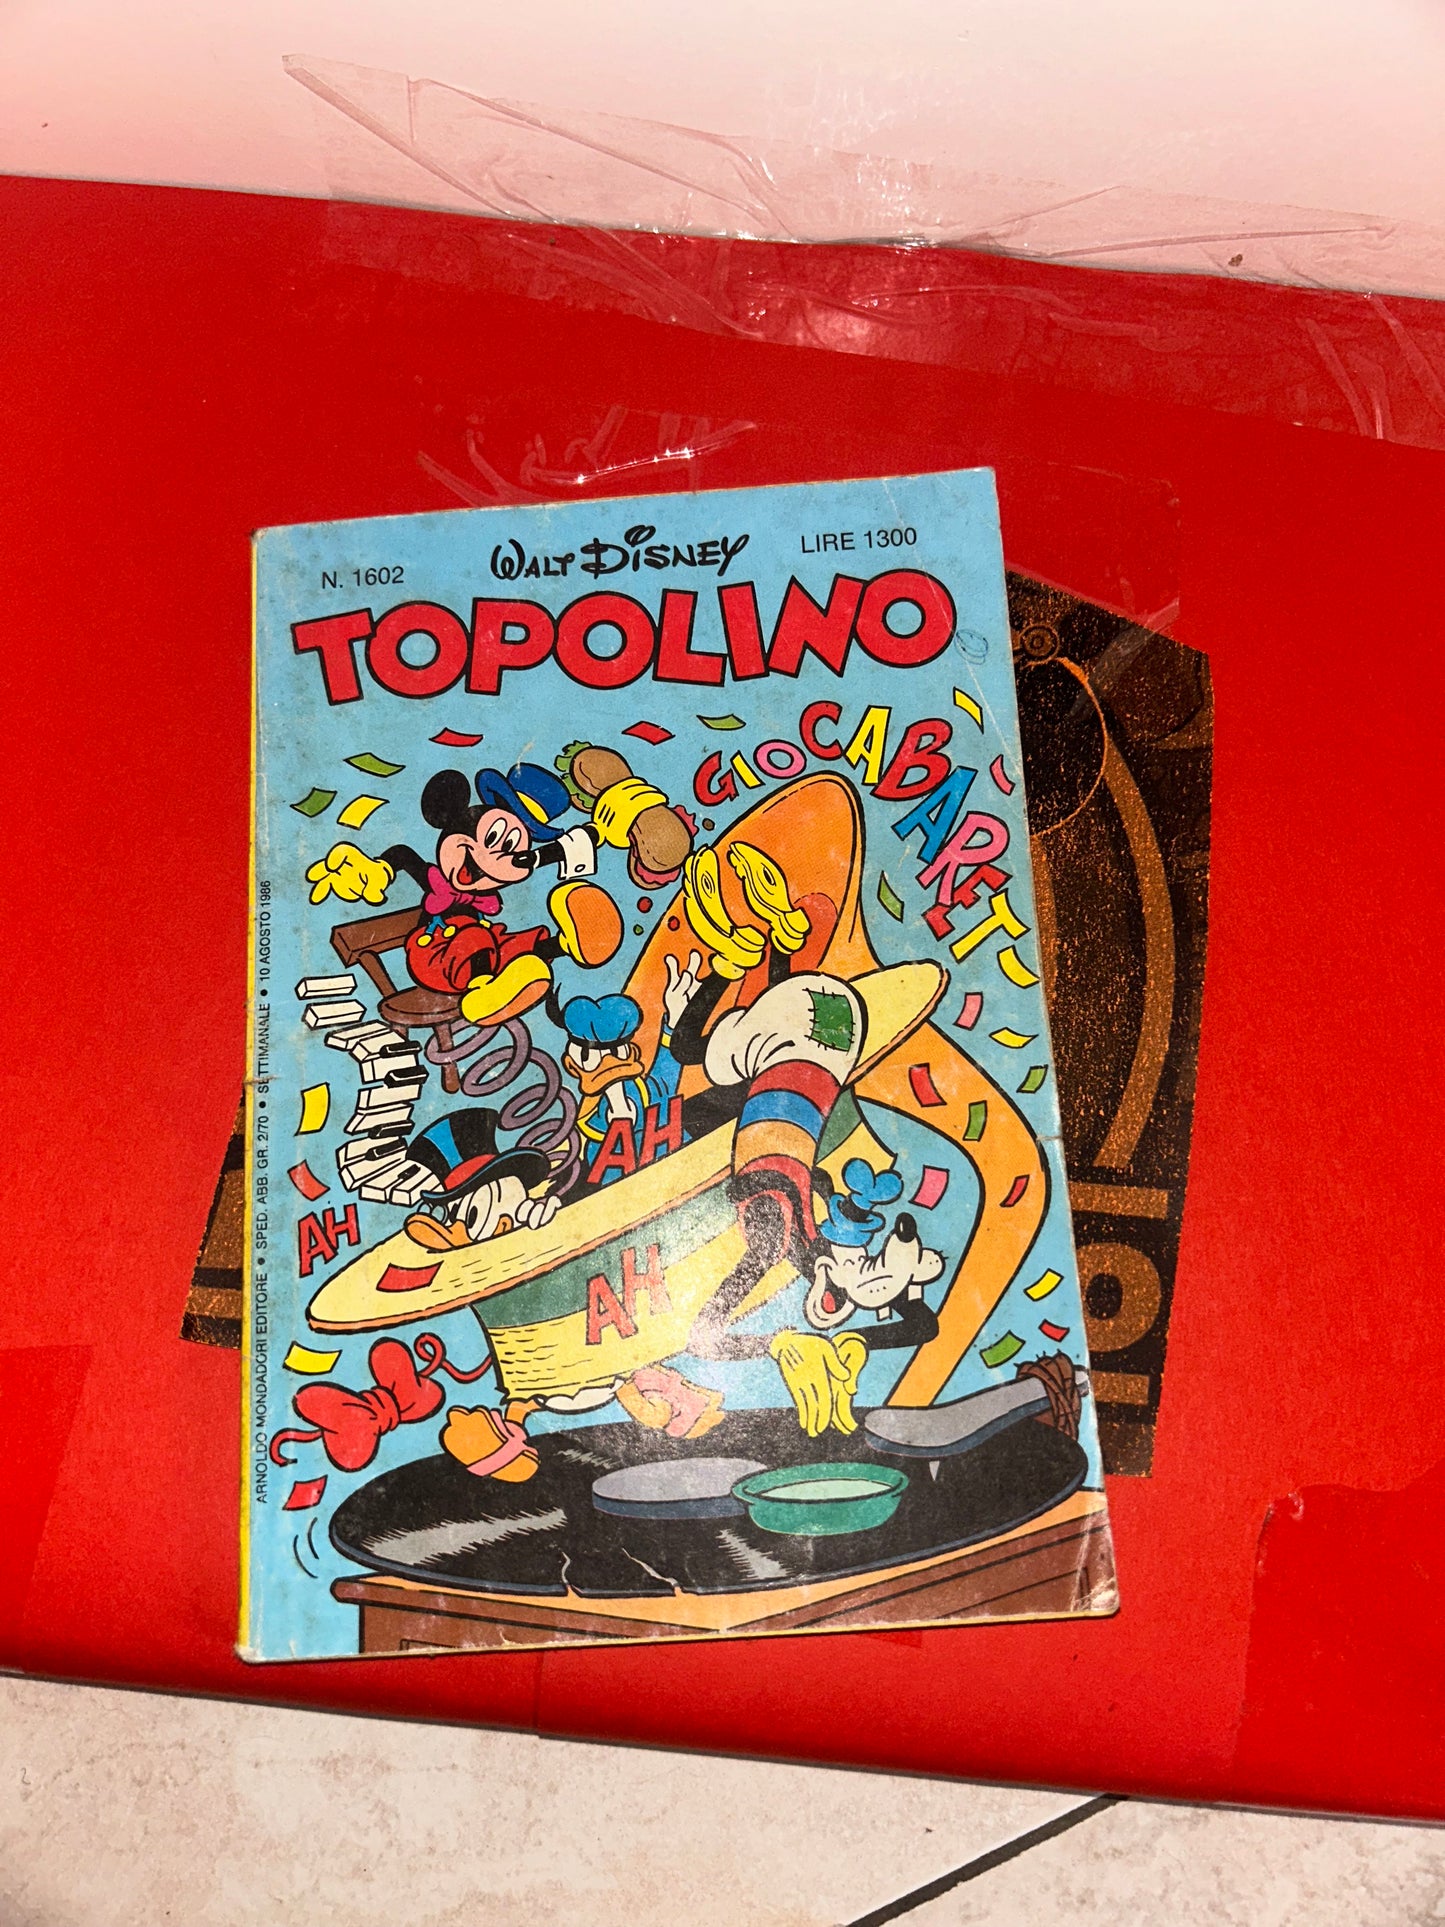 N. 1602
WALT DISNEY
LIRE 1300
TOPOLINO
GIOCABARET
AH
AH
AH
ARNOLDO MONDADORI EDITORE • SPED. ABB. GR. 2/70 • SETTIMANALE • 10 AGOSTO 1986